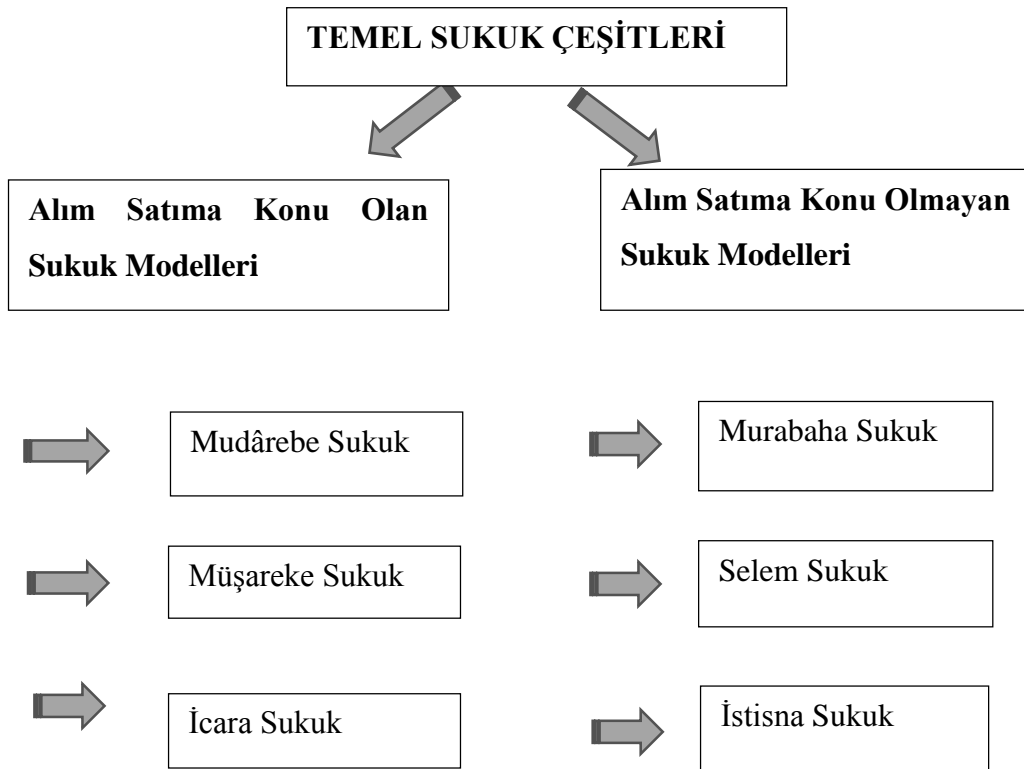 TEMEL SUKUK ÇEŞİTLERİ
Alım Satıma Konu Olan
Sukuk Modelleri
Alım Satıma Konu Olmayan
Sukuk Modelleri
Mudârebe Sukuk
Müşareke Sukuk
İcara Sukuk
Murabaha Sukuk
Selem Sukuk
İstisna Sukuk